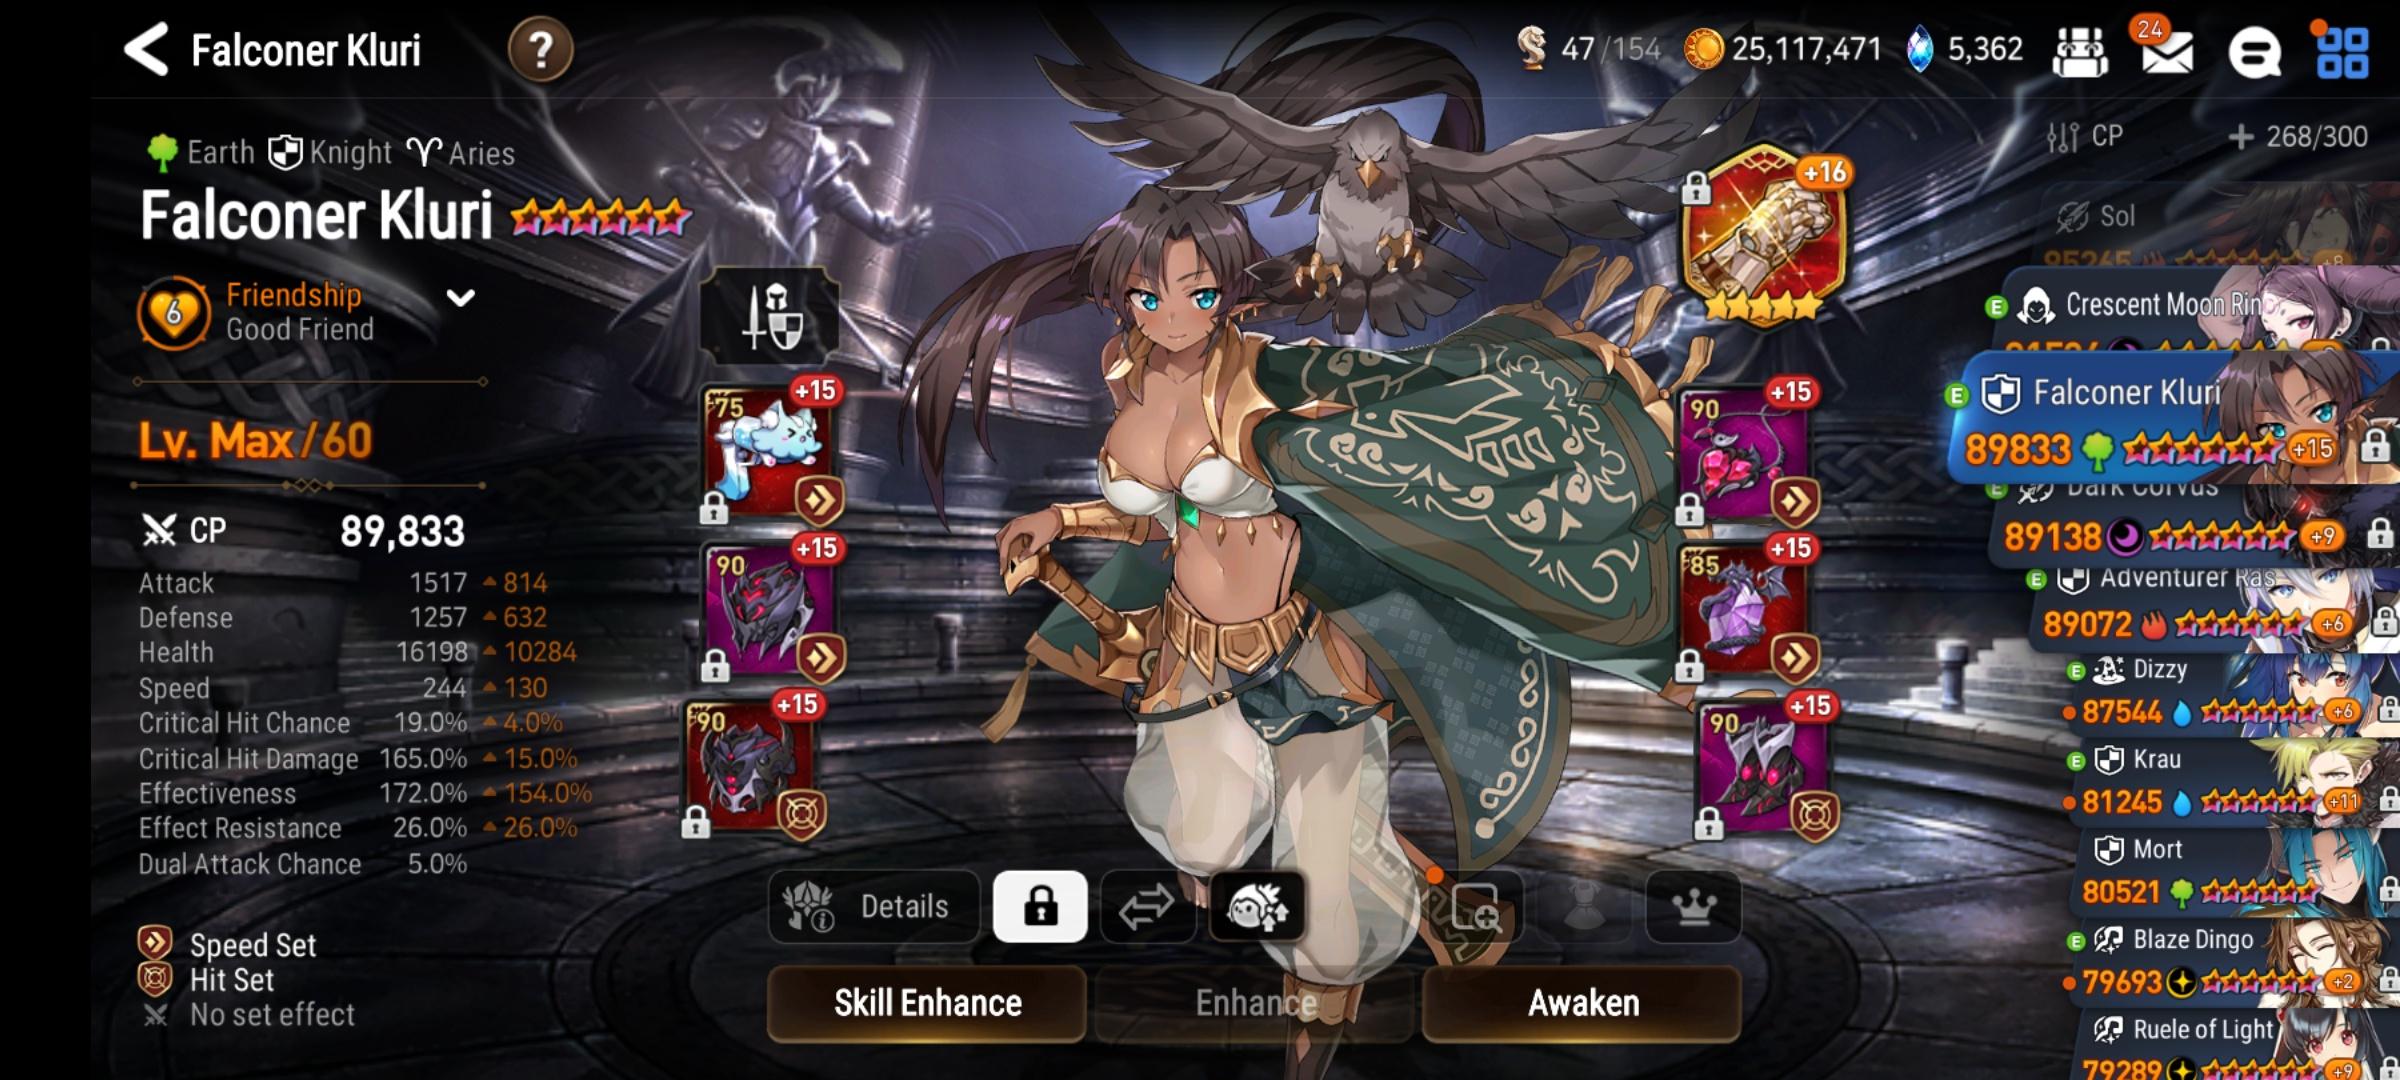 Falconer Kluri
?
47/154
25,117,471
5,362
24
Earth Knight Aries
Falconer Kluri
6
Friendship
Good Friend
Lv. Max/60
CP 89,833
Attack 1517 814
Defense 1257 632
Health 16198 10284
Speed 244 130
Critical Hit Chance 19.0% 4.0%
Critical Hit Damage 165.0% 15.0%
Effectiveness 172.0% 154.0%
Effect Resistance 26.0% 26.0%
Dual Attack Chance 5.0%
Speed Set
Hit Set
No set effect
75 +15
90 +15
90 +15
+16
90 +15
85 +15
90 +15
Details
Skill Enhance
Enhance
Awaken
CP + 268/300
Sol
95265 +8
E Crescent Moon Rin
E Falconer Kluri
89833 +15
E Dark Corvus
89138 +9
E Adventurer Ras
89072 +6
E Dizzy
87544 +6
E Krau
81245 +11
Mort
80521
E Blaze Dingo
79693 +2
Ruele of Light
79289 +9